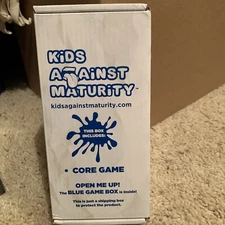 KiDS
AGAiNST
MATURiTY™
kidsagainstmaturity.com
THIS BOX
INCLUDES:
• CORE GAME
OPEN ME UP!
The BLUE GAME BOX is inside!
This is just a shipping box
to protect the product.